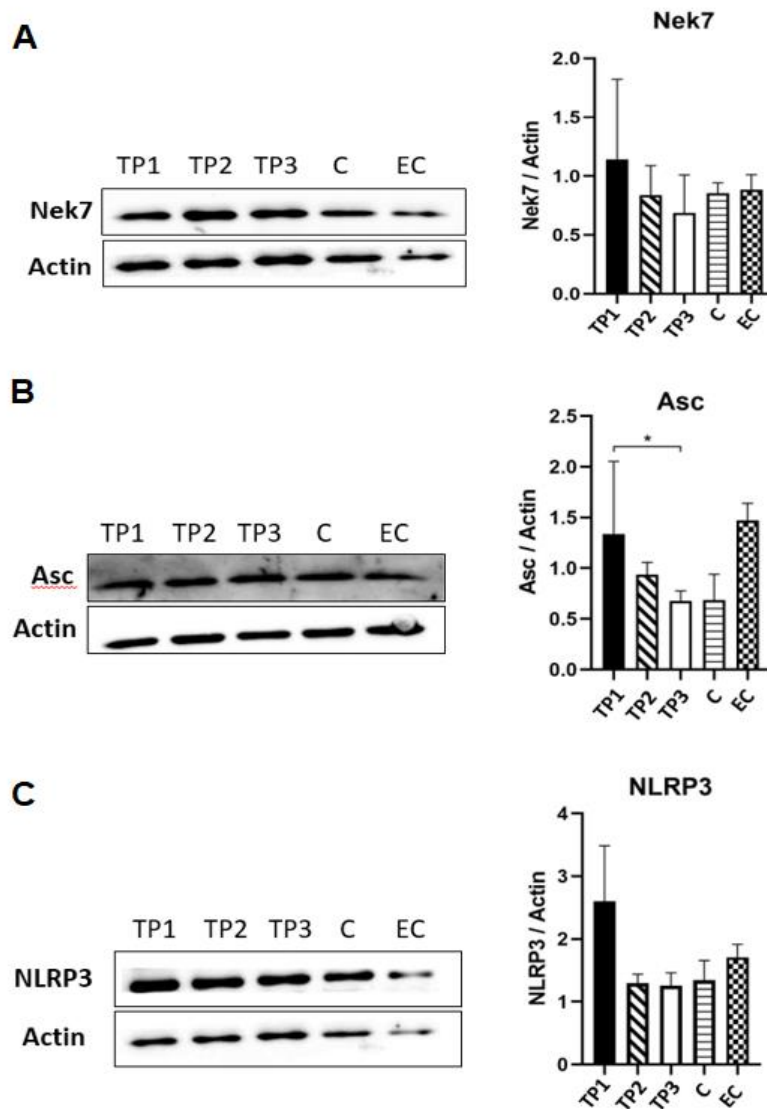 A
TP1 TP2 TP3 C EC
Nek7
Actin
Nek7
Nek7 / Actin
2.0
1.5
1.0
0.5
0.0
TP1 TP2 TP3 C EC
B
TP1 TP2 TP3 C EC
Asc
Actin
Asc
Asc / Actin
2.5
2.0
1.5
1.0
0.5
0.0
*
TP1 TP2 TP3 C EC
C
TP1 TP2 TP3 C EC
NLRP3
Actin
NLRP3
NLRP3 / Actin
4
3
2
1
0
TP1 TP2 TP3 C EC